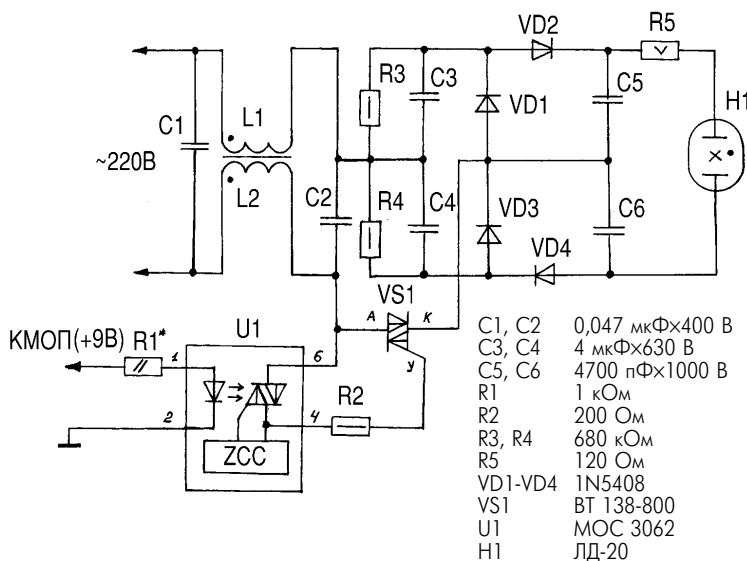 VD2
R5
R3
C3
C5
H1
VD1
L1
C1
~220В
L2
C2
R4
C4
VD3
C6
VD4
VS1
А
К
У
КМОП(+9В)
R1*
U1
1
6
2
4
R2
ZCC
C1, C2 0,047 мкФ×400 В
C3, C4 4 мкФ×630 В
C5, C6 4700 пФ×1000 В
R1 1 кОм
R2 200 Ом
R3, R4 680 кОм
R5 120 Ом
VD1-VD4 1N5408
VS1 BT 138-800
U1 MOC 3062
H1 ЛД-20